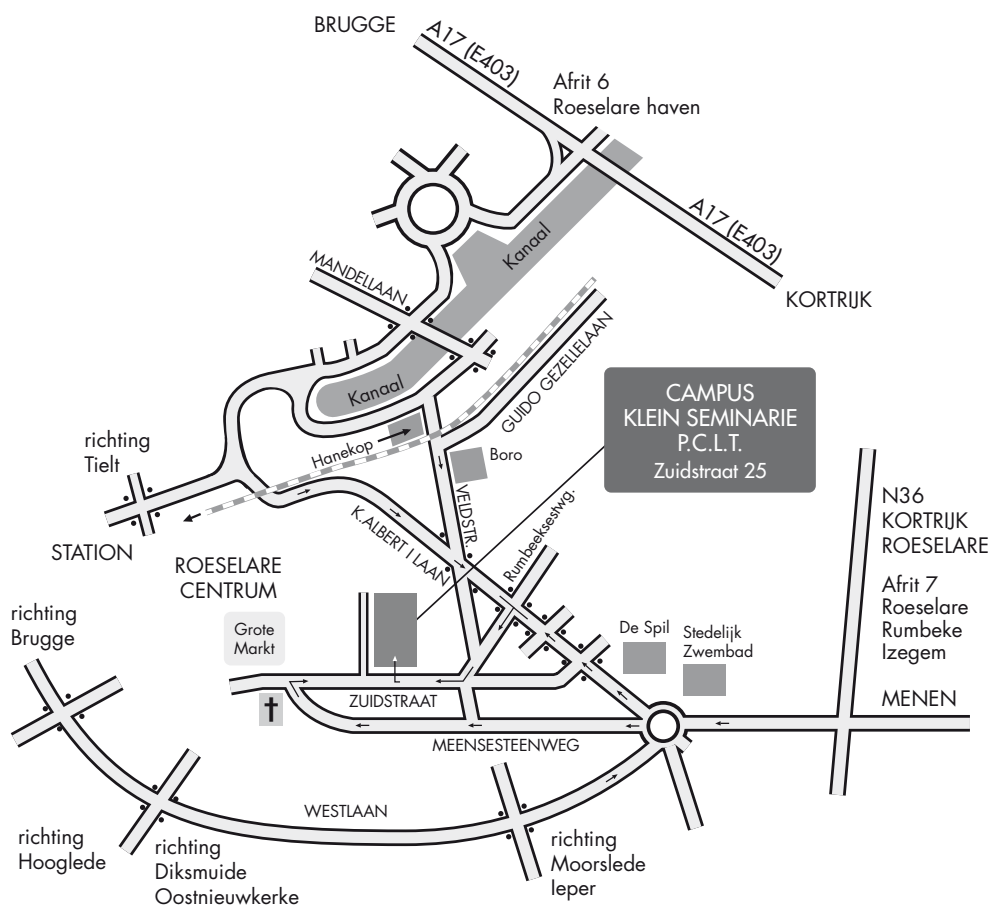 BRUGGE
A17 (E403)
Afrit 6
Roeselare haven
A17 (E403)
KORTRIJK
Kanaal
MANDELLAAN
Kanaal
GUIDO GEZELLELAAN
CAMPUS
KLEIN SEMINARIE
P.C.L.T.
Zuidstraat 25
richting
Tielt
Hanekop
Boro
STATION
VELDSTR.
K.ALBERT I LAAN
Rumbeeksestwg.
N36
KORTRIJK
ROESELARE
Afrit 7
Roeselare
Rumbeke
Izegem
ROESELARE
CENTRUM
richting
Brugge
Grote
Markt
De Spil
Stedelijk
Zwembad
ZUIDSTRAAT
MENEN
MEENSESTEENWEG
WESTLAAN
richting
Hooglede
richting
Diksmuide
Oostnieuwkerke
richting
Moorslede
Ieper